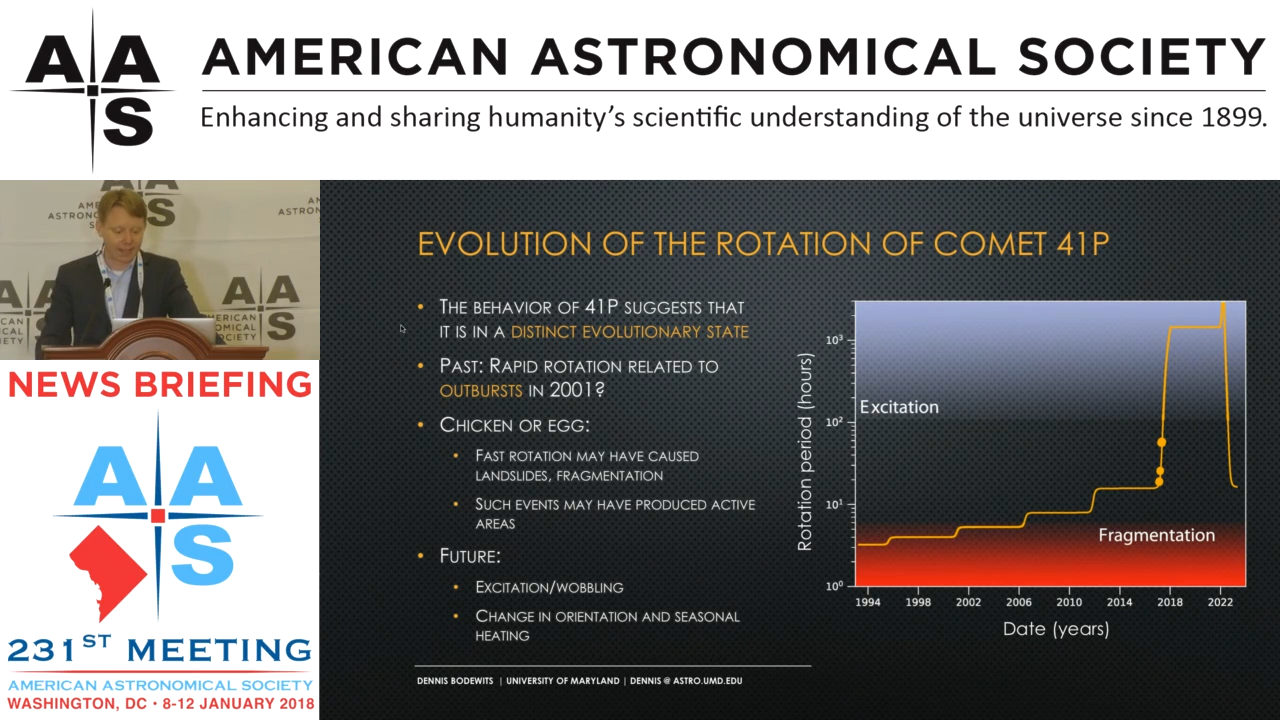 AAS
AMERICAN ASTRONOMICAL SOCIETY
Enhancing and sharing humanity's scientific understanding of the universe since 1899.
NEWS BRIEFING
AAS
231ST MEETING
AMERICAN ASTRONOMICAL SOCIETY
WASHINGTON, DC • 8-12 JANUARY 2018
EVOLUTION OF THE ROTATION OF COMET 41P
• THE BEHAVIOR OF 41P SUGGESTS THAT
IT IS IN A DISTINCT EVOLUTIONARY STATE
• PAST: RAPID ROTATION RELATED TO
OUTBURSTS IN 2001?
• CHICKEN OR EGG:
• FAST ROTATION MAY HAVE CAUSED
LANDSLIDES, FRAGMENTATION
• SUCH EVENTS MAY HAVE PRODUCED ACTIVE
AREAS
• FUTURE:
• EXCITATION/WOBBLING
• CHANGE IN ORIENTATION AND SEASONAL
HEATING
DENNIS BODEWITS | UNIVERSITY OF MARYLAND | DENNIS @ ASTRO.UMD.EDU
Rotation period (hours)
10³
10²
10¹
10⁰
Excitation
Fragmentation
1994 1998 2002 2006 2010 2014 2018 2022
Date (years)